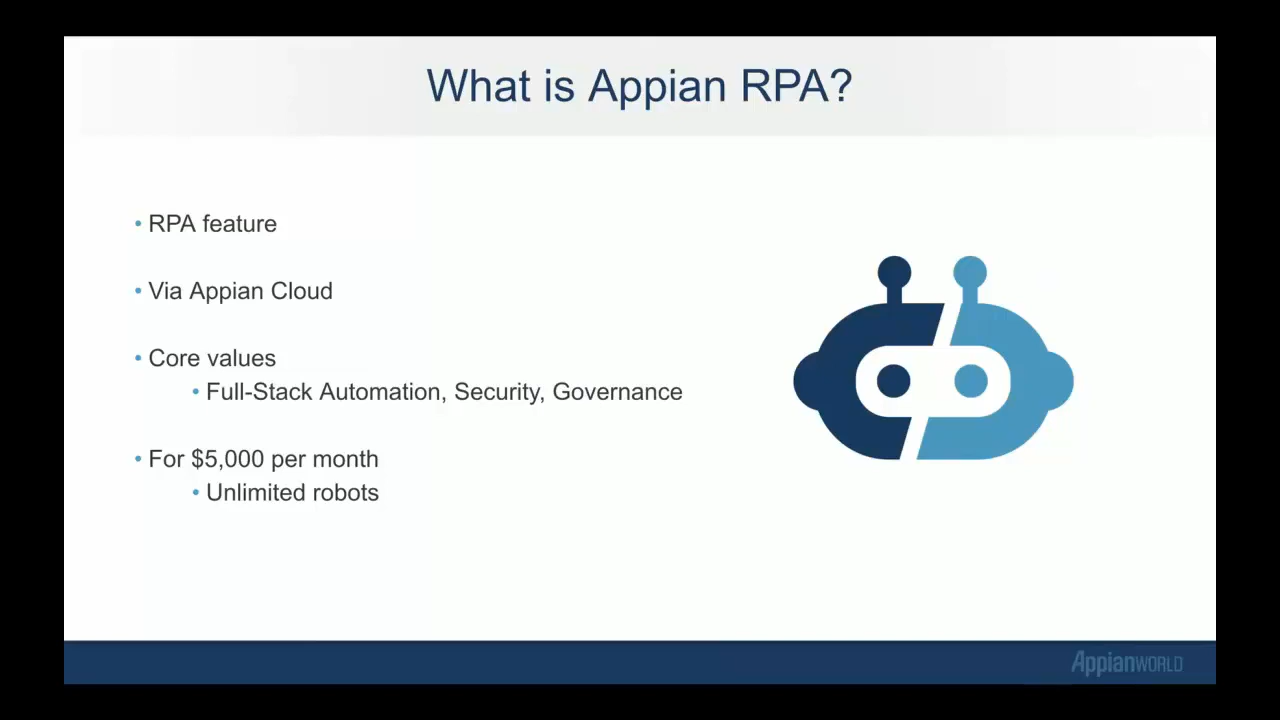 What is Appian RPA?
• RPA feature
• Via Appian Cloud
• Core values
• Full-Stack Automation, Security, Governance
• For $5,000 per month
• Unlimited robots
AppianWORLD